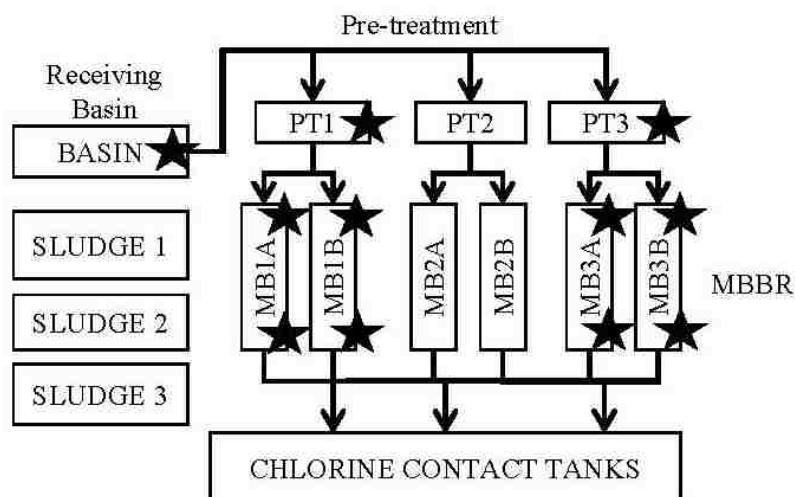 Pre-treatment
Receiving
Basin
BASIN
PT1
PT2
PT3
SLUDGE 1
SLUDGE 2
SLUDGE 3
MB1A
MB1B
MB2A
MB2B
MB3A
MB3B
MBBR
CHLORINE CONTACT TANKS